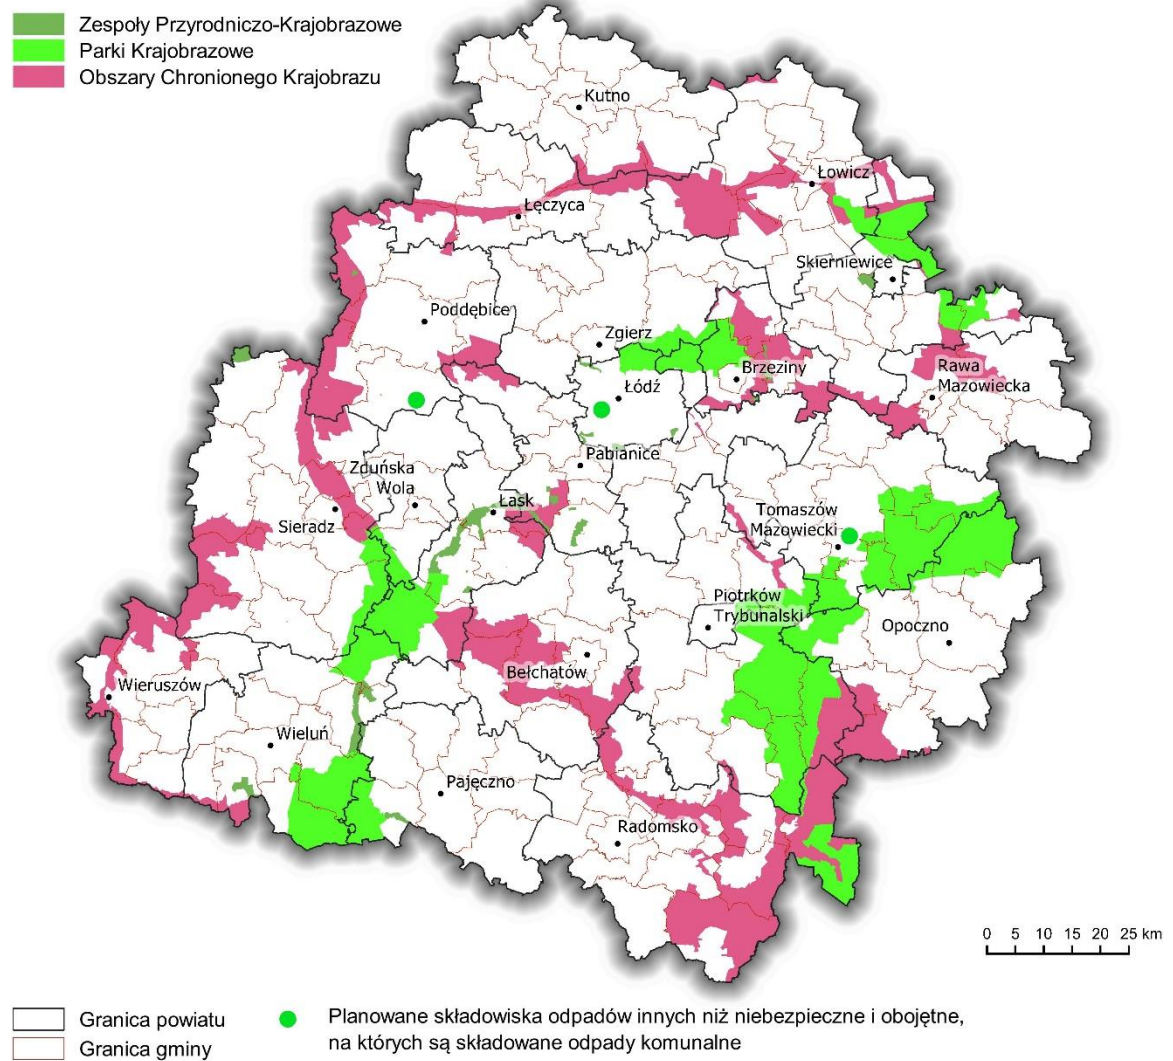 Zespoły Przyrodniczo-Krajobrazowe
Parki Krajobrazowe
Obszary Chronionego Krajobrazu
Kutno
Łowicz
Łęczyca
Skierniewice
Poddębice
Zgierz
Brzeziny
Rawa
Mazowiecka
Łódź
Pabianice
Zduńska
Wola
Łask
Sieradz
Tomaszów
Mazowiecki
Piotrków
Trybunalski
Opoczno
Bełchatów
Wieruszów
Wieluń
Pajęczno
Radomsko
0 5 10 15 20 25 km
Granica powiatu
Granica gminy
Planowane składowiska odpadów innych niż niebezpieczne i obojętne,
na których są składowane odpady komunalne